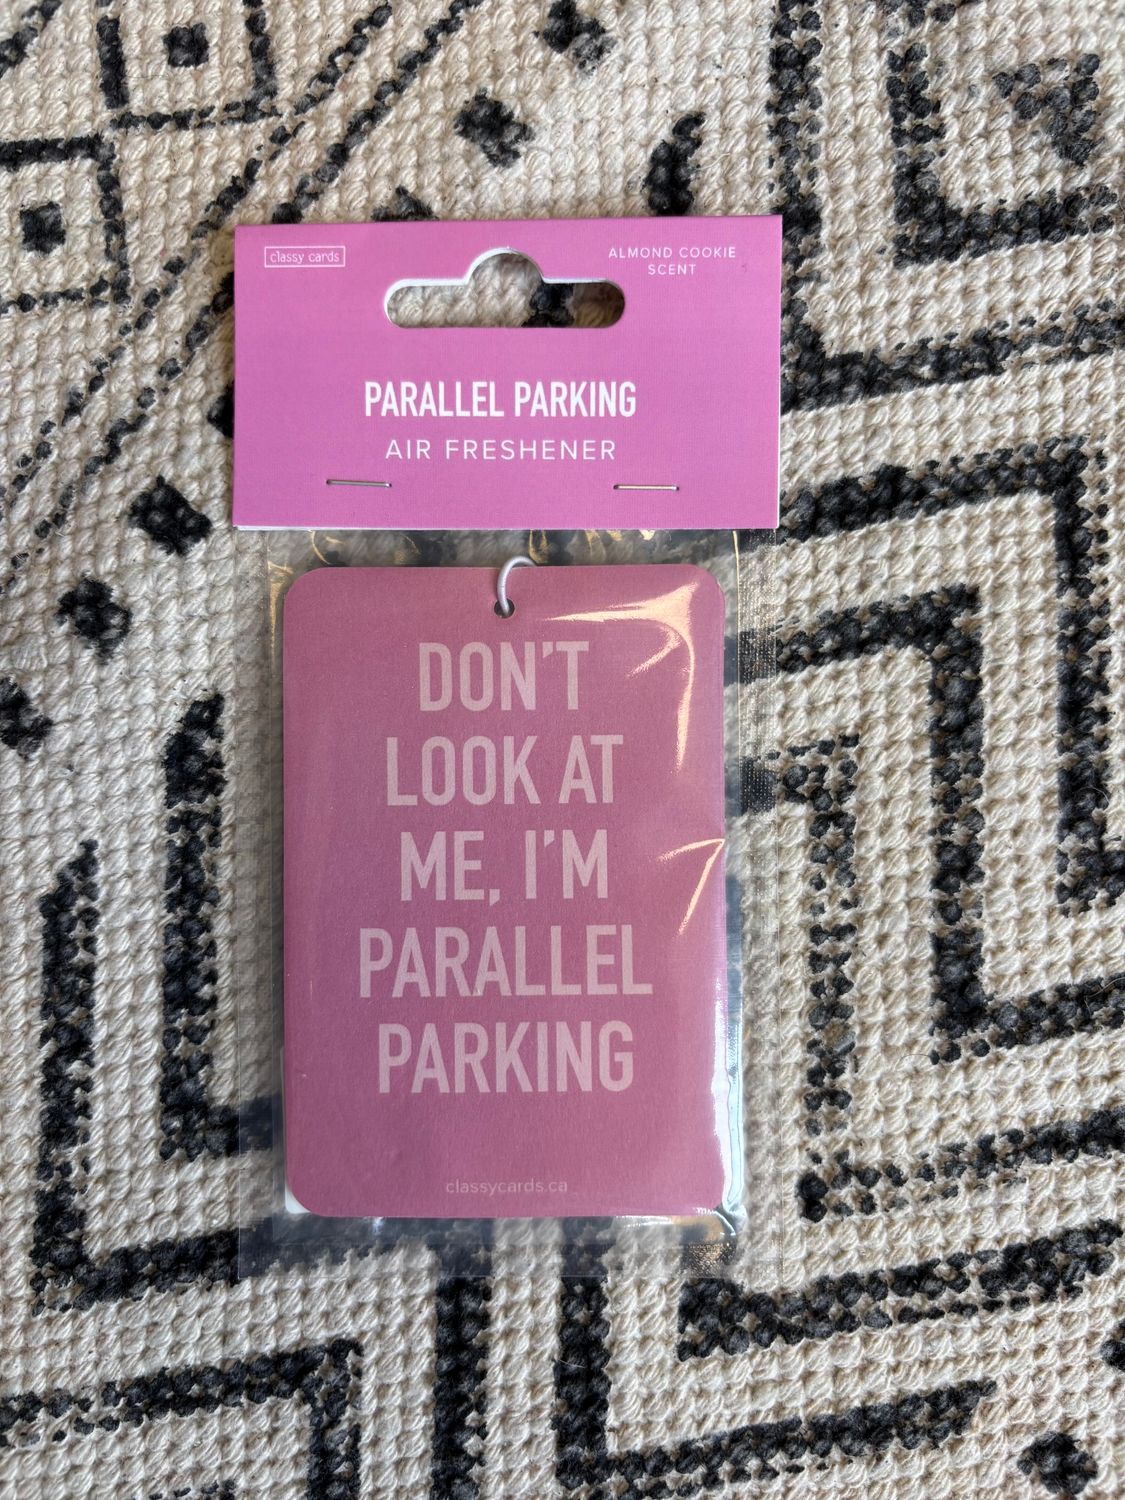 classy cards
ALMOND COOKIE
SCENT
PARALLEL PARKING
AIR FRESHENER
DON'T
LOOK AT
ME, I'M
PARALLEL
PARKING
classycards.ca